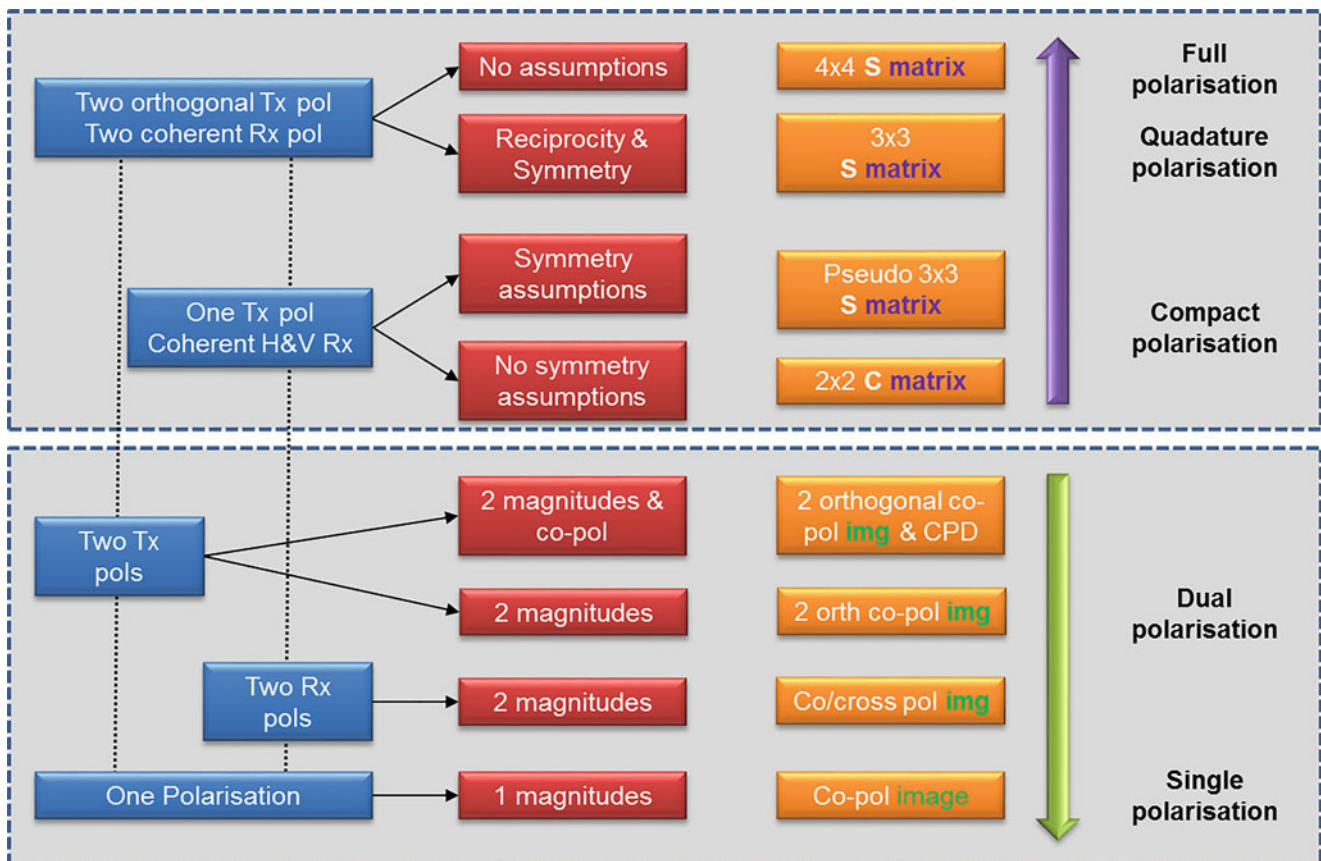 Two orthogonal Tx pol
Two coherent Rx pol
No assumptions
4x4 S matrix
Full
polarisation
Reciprocity &
Symmetry
3x3
S matrix
Quadature
polarisation
One Tx pol
Coherent H&V Rx
Symmetry
assumptions
Pseudo 3x3
S matrix
No symmetry
assumptions
2x2 C matrix
Compact
polarisation
Two Tx
pols
2 magnitudes &
co-pol
2 orthogonal co-
pol img & CPD
2 magnitudes
2 orth co-pol img
Dual
polarisation
Two Rx
pols
2 magnitudes
Co/cross pol img
One Polarisation
1 magnitudes
Co-pol image
Single
polarisation